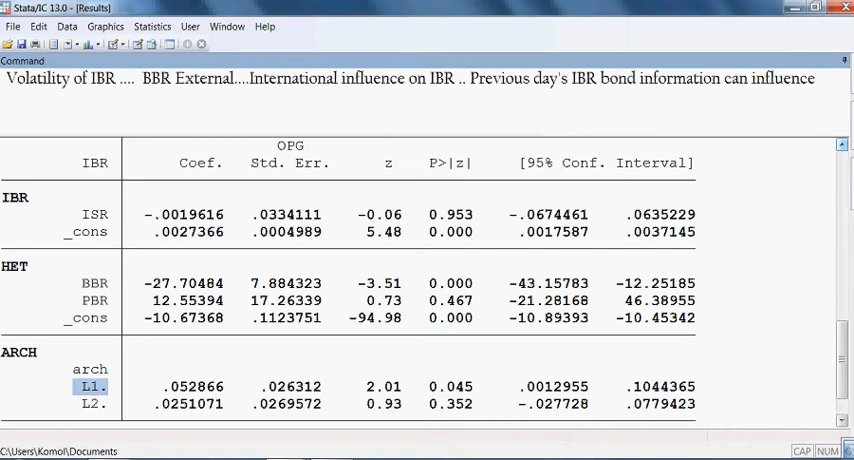 Stata/IC 13.0 - [Results]
File Edit Data Graphics Statistics User Window Help
Command
Volatility of IBR .... BBR External....International influence on IBR .. Previous day's IBR bond information can influence
OPG
IBR Coef. Std. Err. z P>|z| [95% Conf. Interval]
IBR
ISR -.0019616 .0334111 -0.06 0.953 -.0674461 .0635229
_cons .0027366 .0004989 5.48 0.000 .0017587 .0037145
HET
BBR -27.70484 7.884323 -3.51 0.000 -43.15783 -12.25185
PBR 12.55394 17.26339 0.73 0.467 -21.28168 46.38955
_cons -10.67368 .1123751 -94.98 0.000 -10.89393 -10.45342
ARCH
arch
L1. .052866 .026312 2.01 0.045 .0012955 .1044365
L2. .0251071 .0269572 0.93 0.352 -.027728 .0779423
C:\Users\Komol\Documents CAP NUM